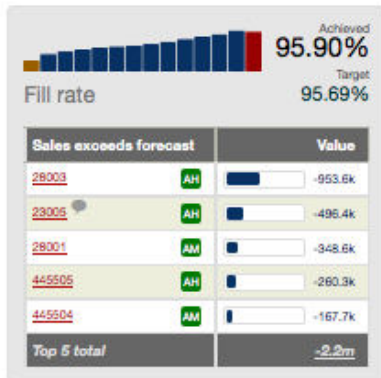 Achieved
95.90%
Target
Fill rate 95.69%
Sales exceeds forecast Value
28003 AH -953.6k
23005 AH -496.4k
28001 AM -348.6k
445505 AH -260.3k
445504 AM -167.7k
Top 5 total -2.2m